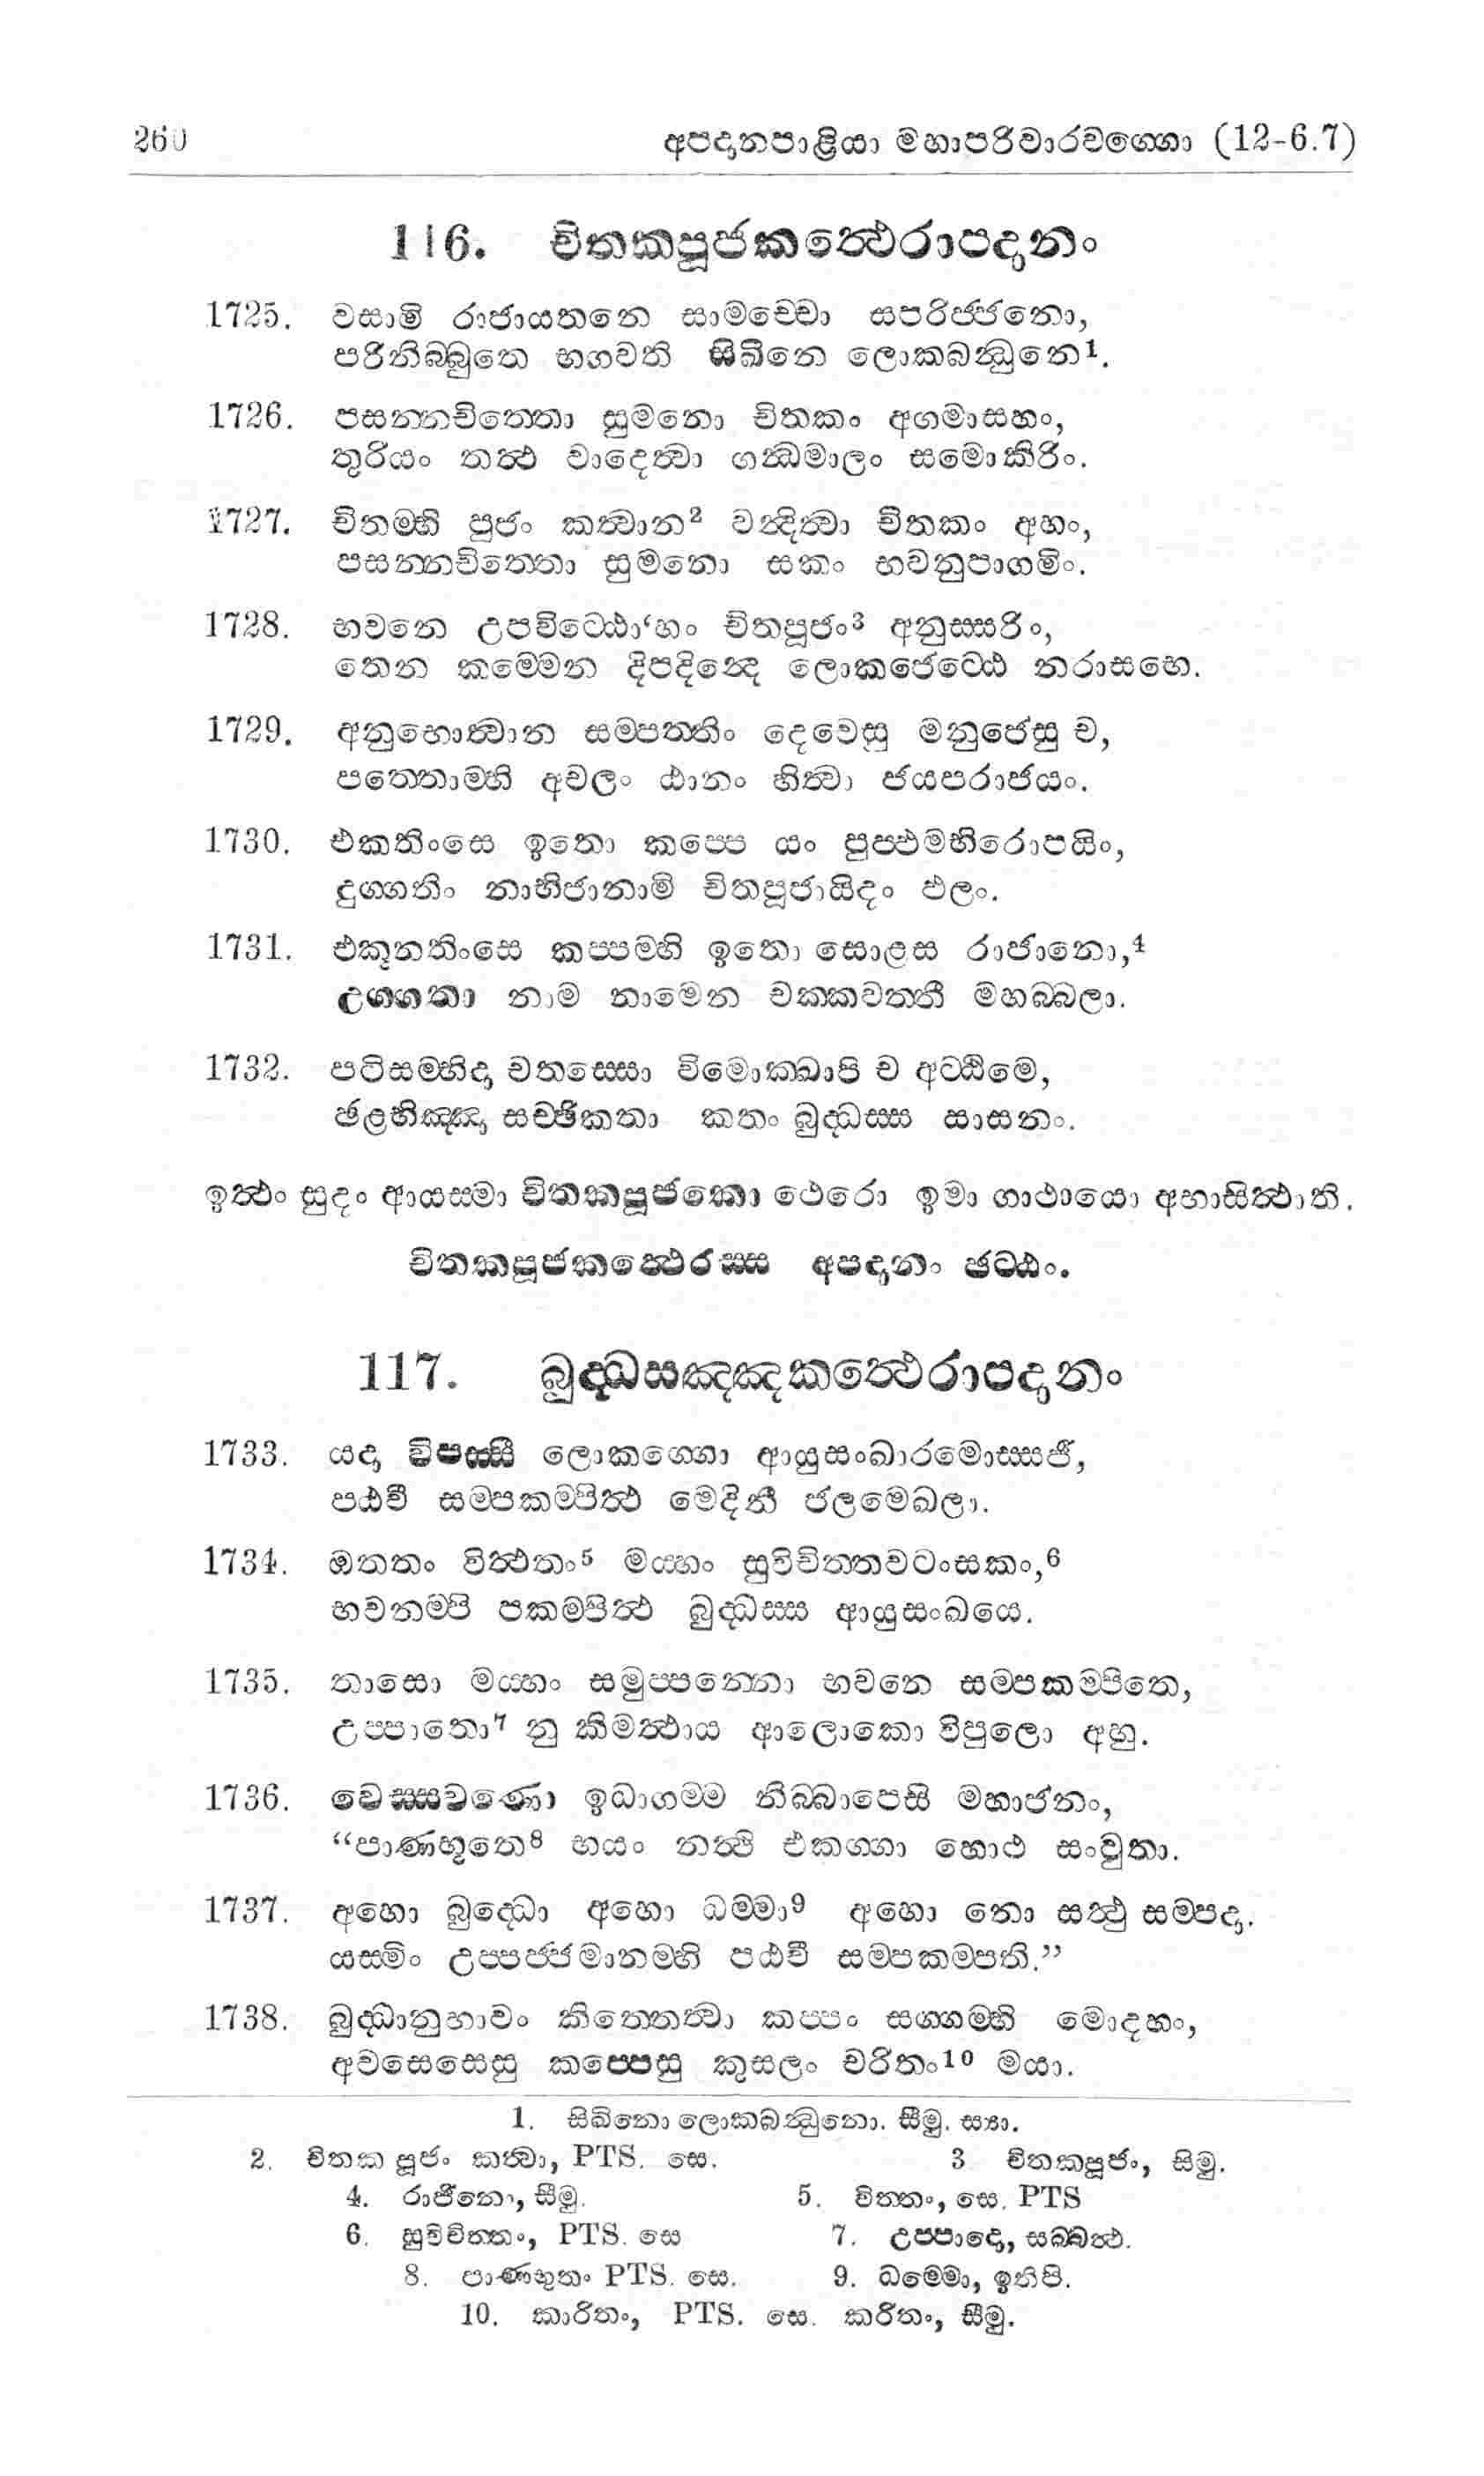 260 අපදානපාළියා මහාපරිවාරවග්ගො (12-6.7)
116. චිතකපූජකත්ථෙරාපදානං
1725. වසාමි රාජායතනෙ සාමච්චො සපරිජ්ජනො,
පරිනිබ්බුතෙ භගවති සිඛිනෙ ලොකබන්ධුනෙ¹.
1726. පසන්නචිත්තො සුමනො චිතකං අගමාසහං,
තුරියං තත්ථ වාදෙත්වා ගන්ධමාලං සමොකිරිං.
1727. චිතම්හි පූජං කත්වාන² වන්දිත්වා චිතකං අහං,
පසන්නචිත්තො සුමනො සකං භවනුපාගමිං.
1728. භවනෙ උපවිට්ඨො‘හං චිතපූජං³ අනුස්සරිං,
තෙන කම්මෙන දිපදින්දෙ ලොකජෙට්ඨෙ නරාසභෙ.
1729. අනුභොත්වාන සම්පත්තිං දෙවෙසු මනුජෙසු ච,
පත්තොම්හි අචලං ඨානං හිත්වා ජයපරාජයං.
1730. එකතිංසෙ ඉතො කප්පෙ යං පුප්ඵමභිරොපයිං,
දුග්ගතිං නාභිජානාමි චිතපූජායිදං ඵලං.
1731. එකූනතිංසෙ කප්පම්හි ඉතො සොළස රාජානො,⁴
උග්ගතා නාම නාමෙන චක්කවත්තී මහබ්බලා.
1732. පටිසම්භිදා චතස්සො විමොක්ඛාපි ච අට්ඨිමෙ,
ඡළභිඤ්ඤා සච්ඡිකතා කතං බුද්ධස්ස සාසනං.
ඉත්ථං සුදං ආයස්මා චිතකපූජකො ථෙරො ඉමා ගාථායො අභාසිත්ථාති.
චිතකපූජකත්ථෙරස්ස අපදානං ඡට්ඨං.
117. බුද්ධසඤ්ඤකත්ථෙරාපදානං
1733. යදා විපස්සී ලොකග්ගො ආයුසංඛාරමොස්සජී,
පඨවී සම්පකම්පිත්ථ මෙදිනී ජලමෙඛලා.
1734. ඔතතං විත්ථතං⁵ මය්හං සුවිචිත්තවටංසකං,⁶
භවනම්පි පකම්පිත්ථ බුද්ධස්ස ආයුසංඛයෙ.
1735. තාසො මය්හං සමුප්පන්නො භවනෙ සම්පකම්පිතෙ,
උප්පාතො⁷ නු කිමත්ථාය ආලොකො විපුලො අහු.
1736. වෙස්සවණො ඉධාගම්ම නිබ්බාපෙසි මහාජනං,
“පාණභූතෙ⁸ භයං නත්ථි එකග්ගා හොථ සංවුතා.
1737. අහො බුද්ධො අහො ධම්මා⁹ අහො නො සත්ථු සම්පදා.
යස්මිං උප්පජ්ජමානම්හි පඨවී සම්පකම්පති.”
1738. බුද්ධානුභාවං කිත්තෙත්වා කප්පං සග්ගම්හි මොදහං,
අවසෙසෙසු කප්පෙසු කුසලං චරිතං¹⁰ මයා.
1. සිඛිනො ලොකබන්ධුනො. සීමු. ස්‍යා.
2. චිතක පූජං කත්වා, PTS. සෙ. 3 චිතකපූජං, සිමු.
4. රාජිනො, සීමු. 5. විත්තං, සෙ. PTS
6. සුවිචිත්තං, PTS. සෙ 7. උප්පාදො, සබ්බත්ථ.
8. පාණභුතං PTS. සෙ. 9. ධම්මො, ඉතිපි.
10. කාරිතං, PTS. සෙ. කරිතං, සීමු.